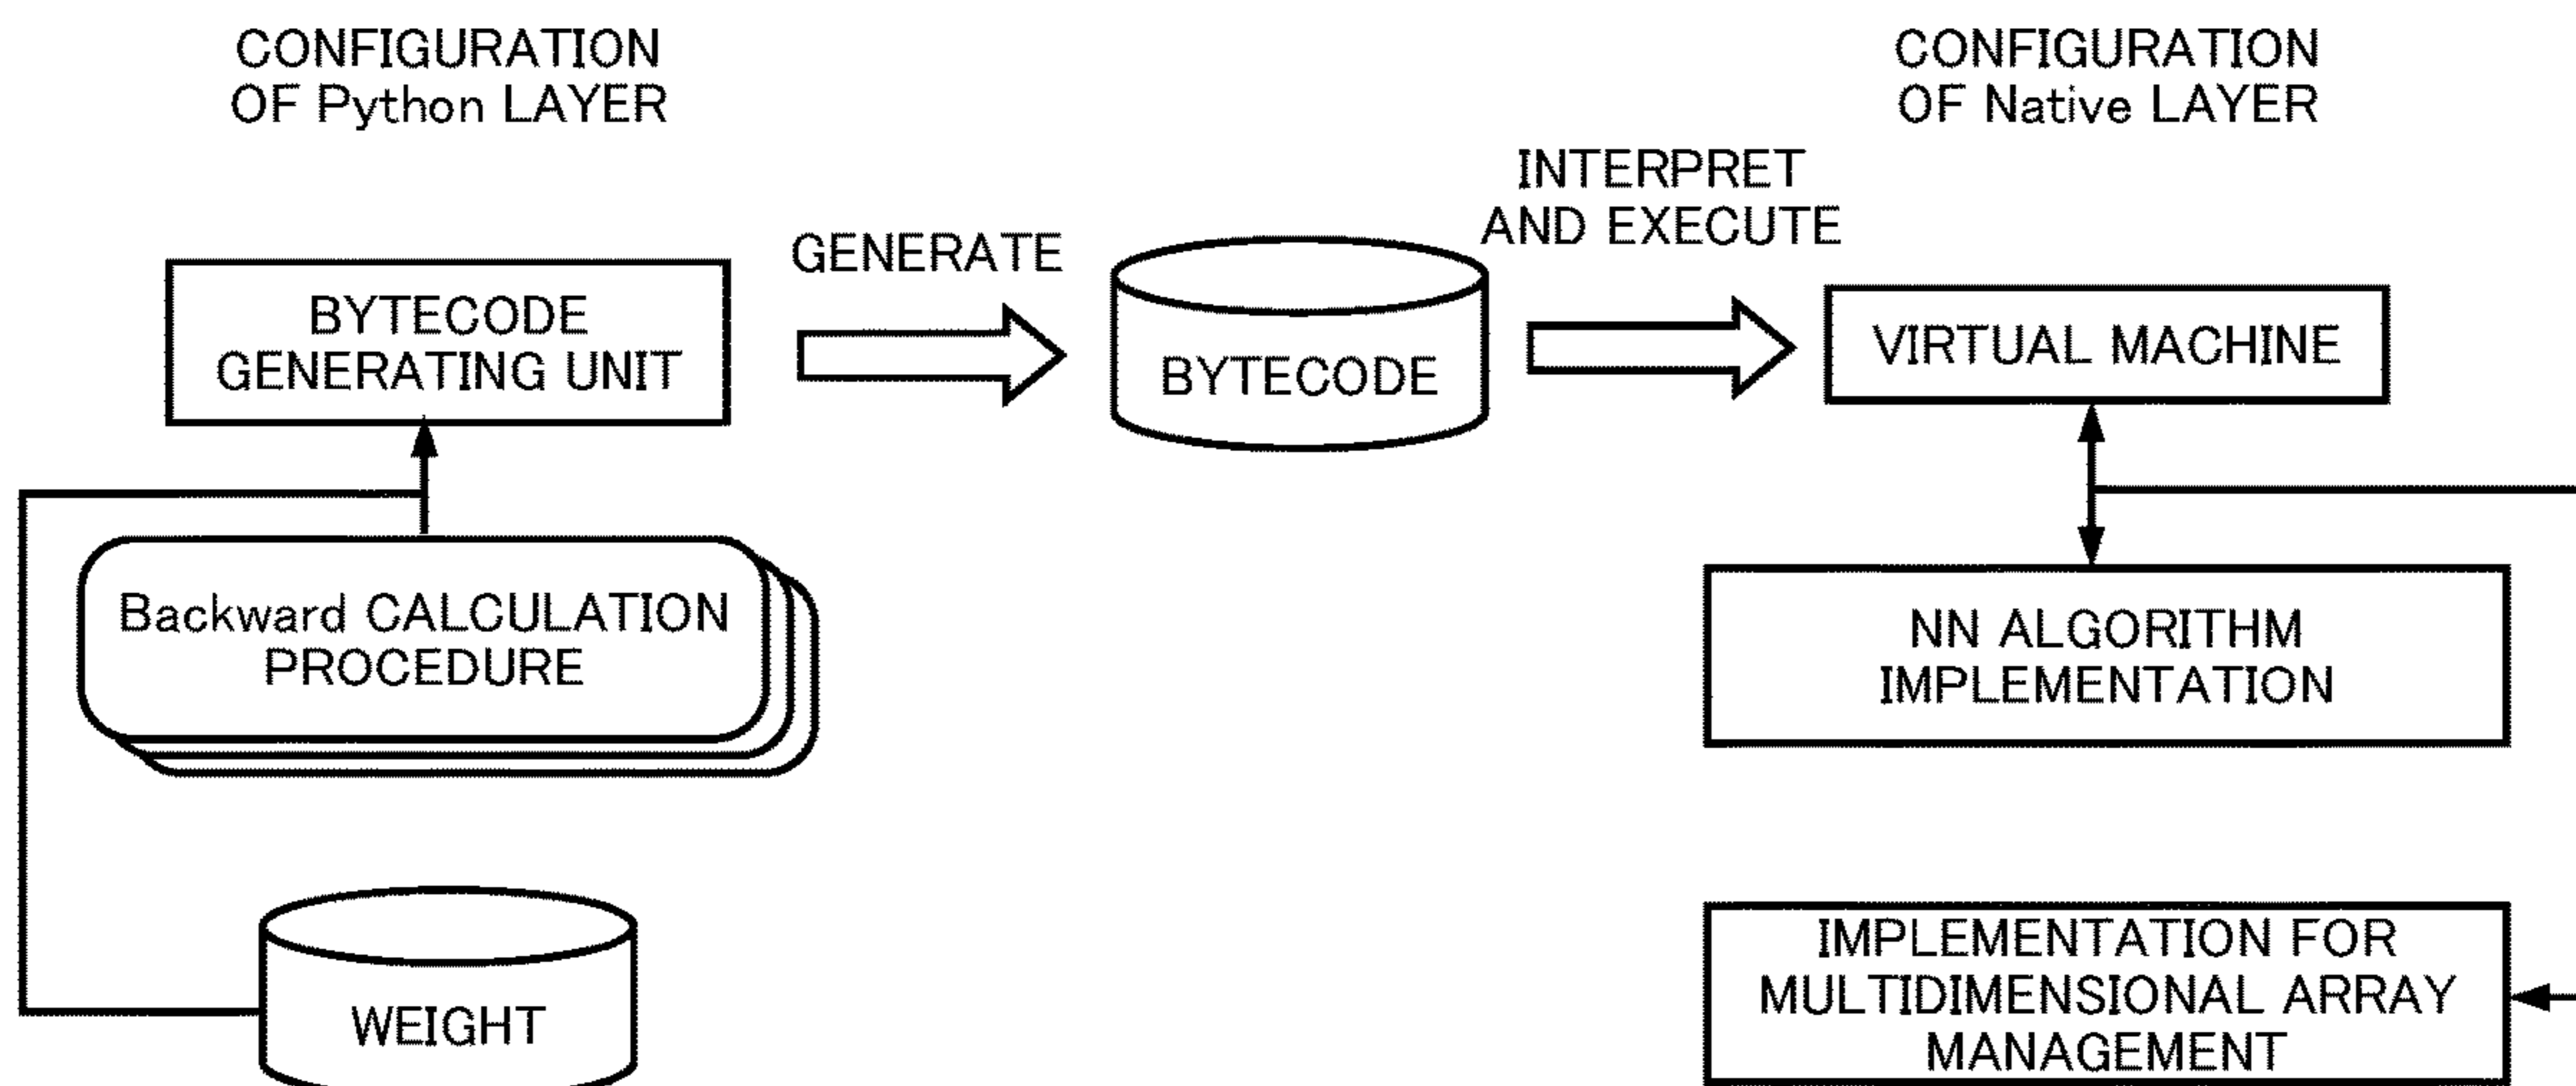 CONFIGURATION
OF Python LAYER
CONFIGURATION
OF Native LAYER
INTERPRET
AND EXECUTE
GENERATE
BYTECODE
GENERATING UNIT
BYTECODE
VIRTUAL MACHINE
Backward CALCULATION
PROCEDURE
NN ALGORITHM
IMPLEMENTATION
WEIGHT
IMPLEMENTATION FOR
MULTIDIMENSIONAL ARRAY
MANAGEMENT